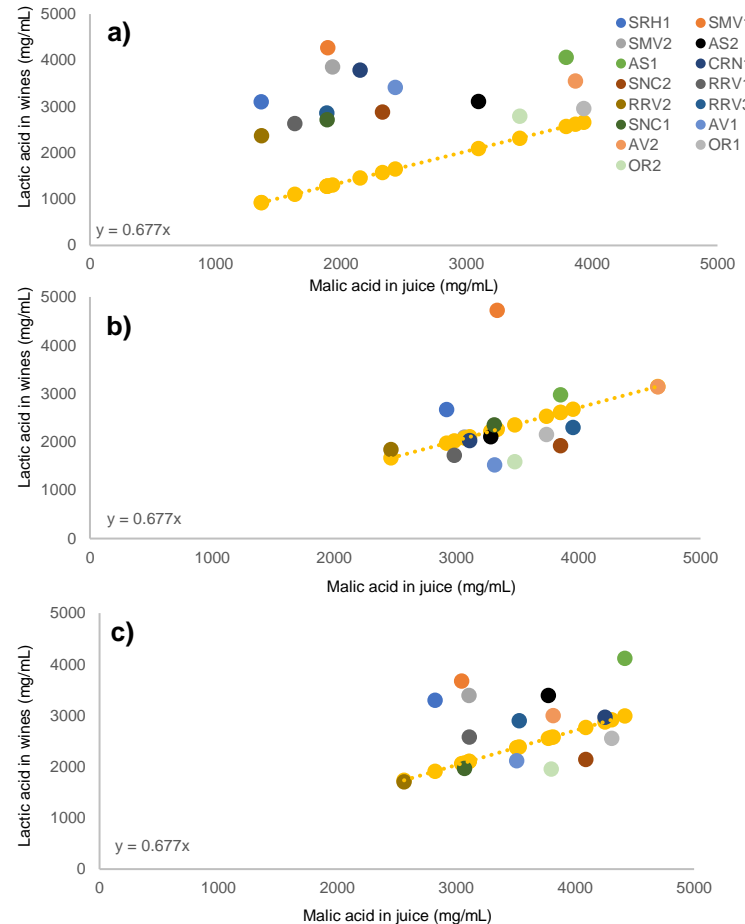 a)
Lactic acid in wines (mg/mL)
5000
4000
3000
2000
1000
0
SRH1 SMV1
SMV2 AS2
AS1 CRN1
SNC2 RRV1
RRV2 RRV3
SNC1 AV1
AV2 OR1
OR2
y = 0.677x
0 1000 2000 3000 4000 5000
Malic acid in juice (mg/mL)
b)
Lactic acid in wines (mg/mL)
5000
4000
3000
2000
1000
0
y = 0.677x
0 2000 3000 4000 5000
Malic acid in juice (mg/mL)
c)
Lactic acid in wines (mg/mL)
5000
4000
3000
2000
1000
0
y = 0.677x
0 2000 3000 4000 5000
Malic acid in juice (mg/mL)